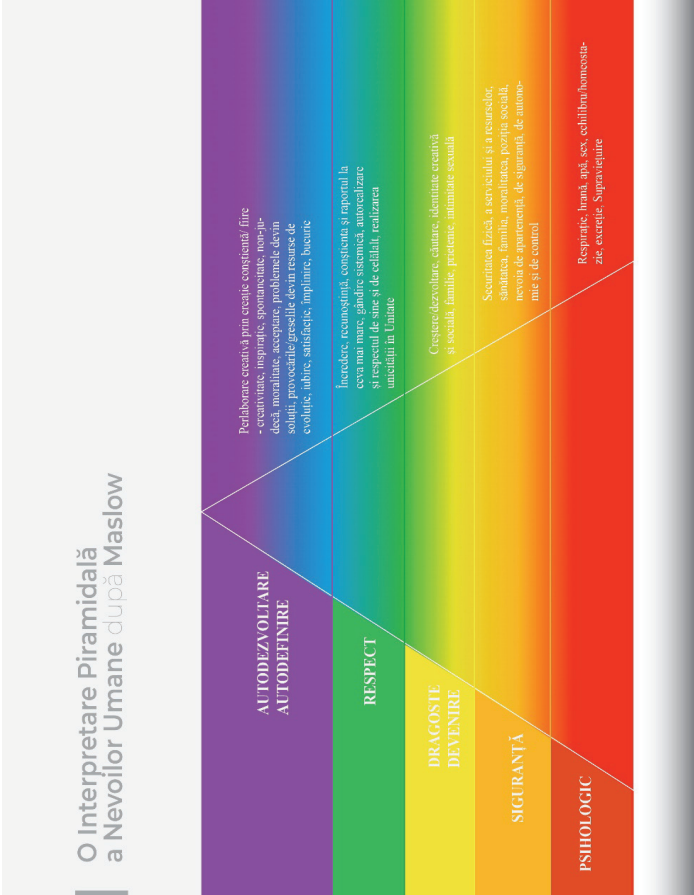 O Interpretare Piramidală
a Nevoilor Umane după Maslow
AUTODEZVOLTARE
AUTODEFINIRE
Perlaborare creativă prin creație conștientă/ fiire
- creativitate, inspirație, spontaneitate, non-ju-
decă, moralitate, acceptare, problemele devin
soluții, provocările/greselile devin resurse de
evoluție, iubire, satisfacție, împlinire, bucurie
RESPECT
Încredere, recunoștință, conștiența și raportul la
ceva mai mare, gândire sistemică, autorealizare
și respectul de sine și de celălalt, realizarea
unicității în Unitate
DRAGOSTE
DEVENIRE
Creștere/dezvoltare, căutare, identitate creativă
și socială, familie, prietenie, intimitate sexuală
SIGURANȚĂ
Securitatea fizică, a serviciului și a resurselor,
sănătatea, familia, moralitatea, poziția socială,
nevoia de apartenență, de siguranță, de autono-
mie și de control
PSIHOLOGIC
Respirație, hrană, apă, sex, echilibru/homeosta-
zie, excreție, Supraviețuire